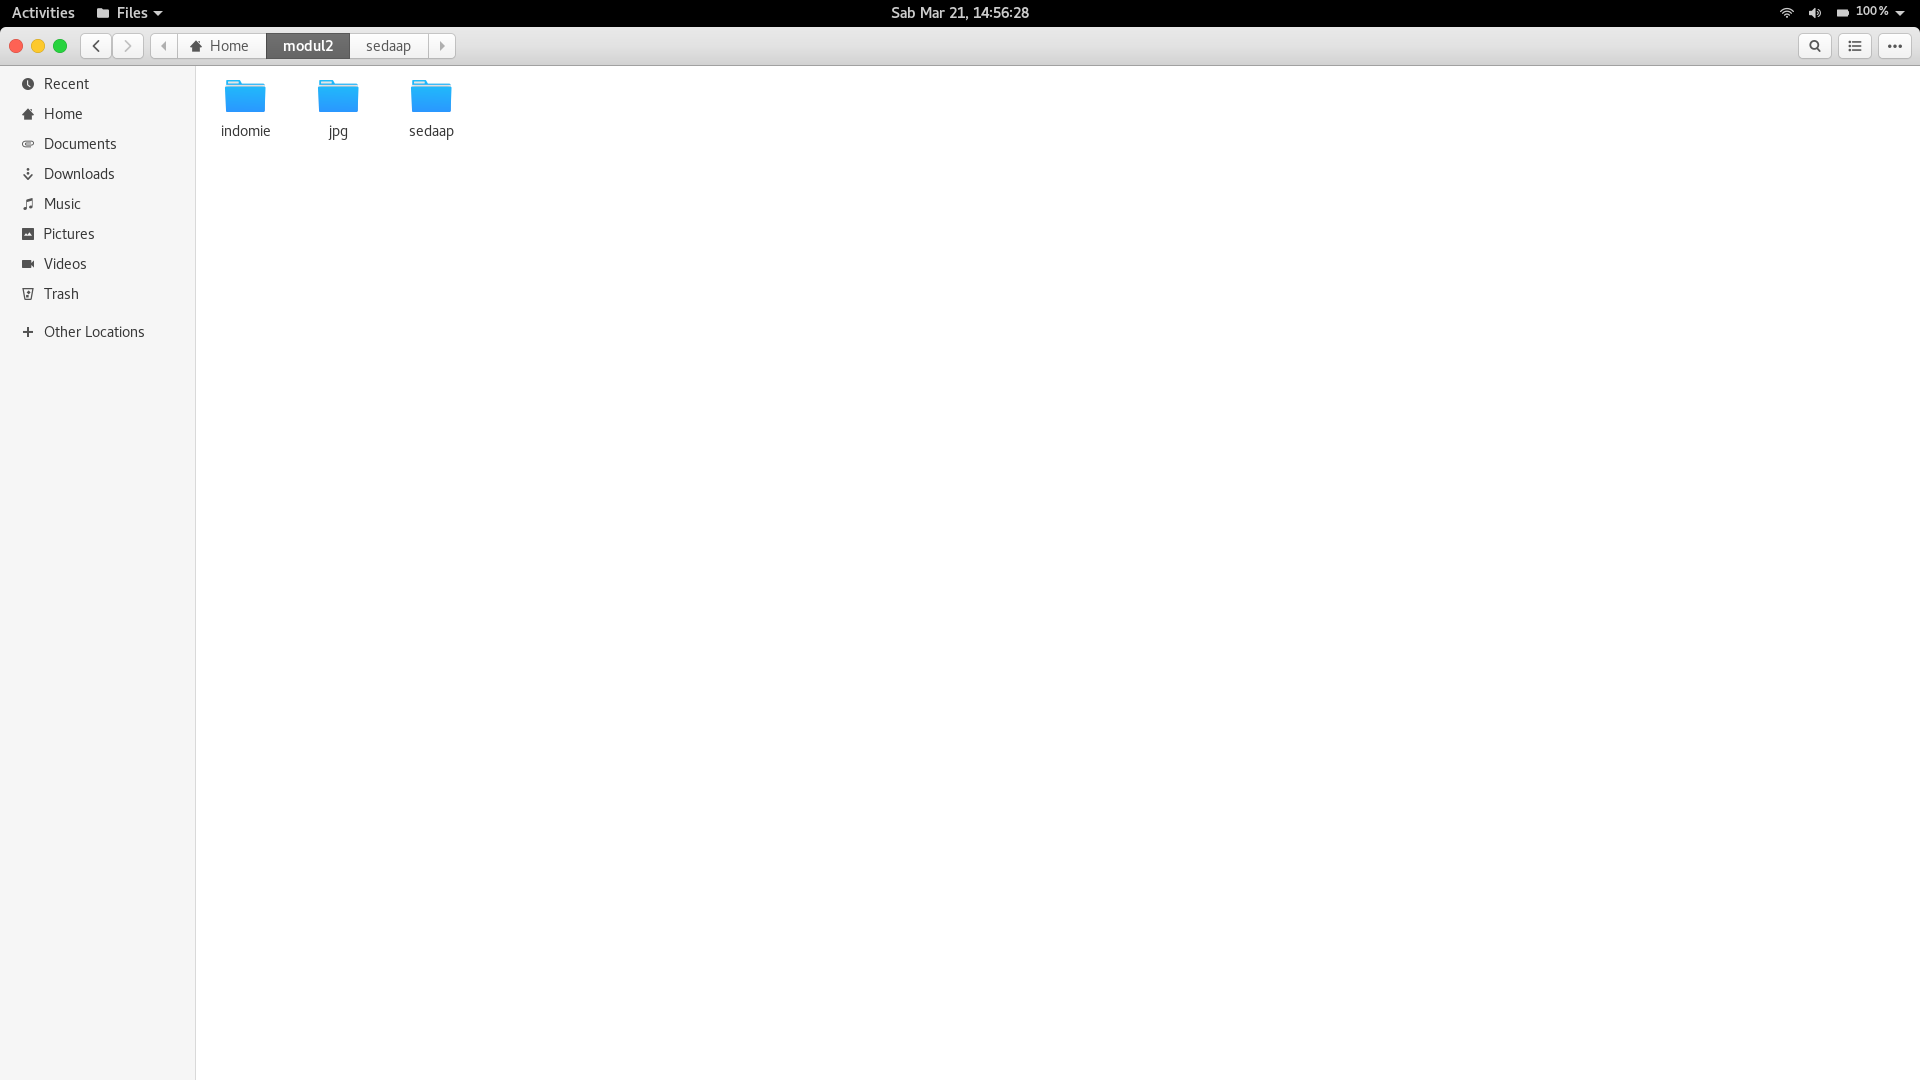 Activities Files Sab Mar 21, 14:56:28 100 %
Home modul2 sedaap
Recent
Home
Documents
Downloads
Music
Pictures
Videos
Trash
Other Locations
indomie jpg sedaap